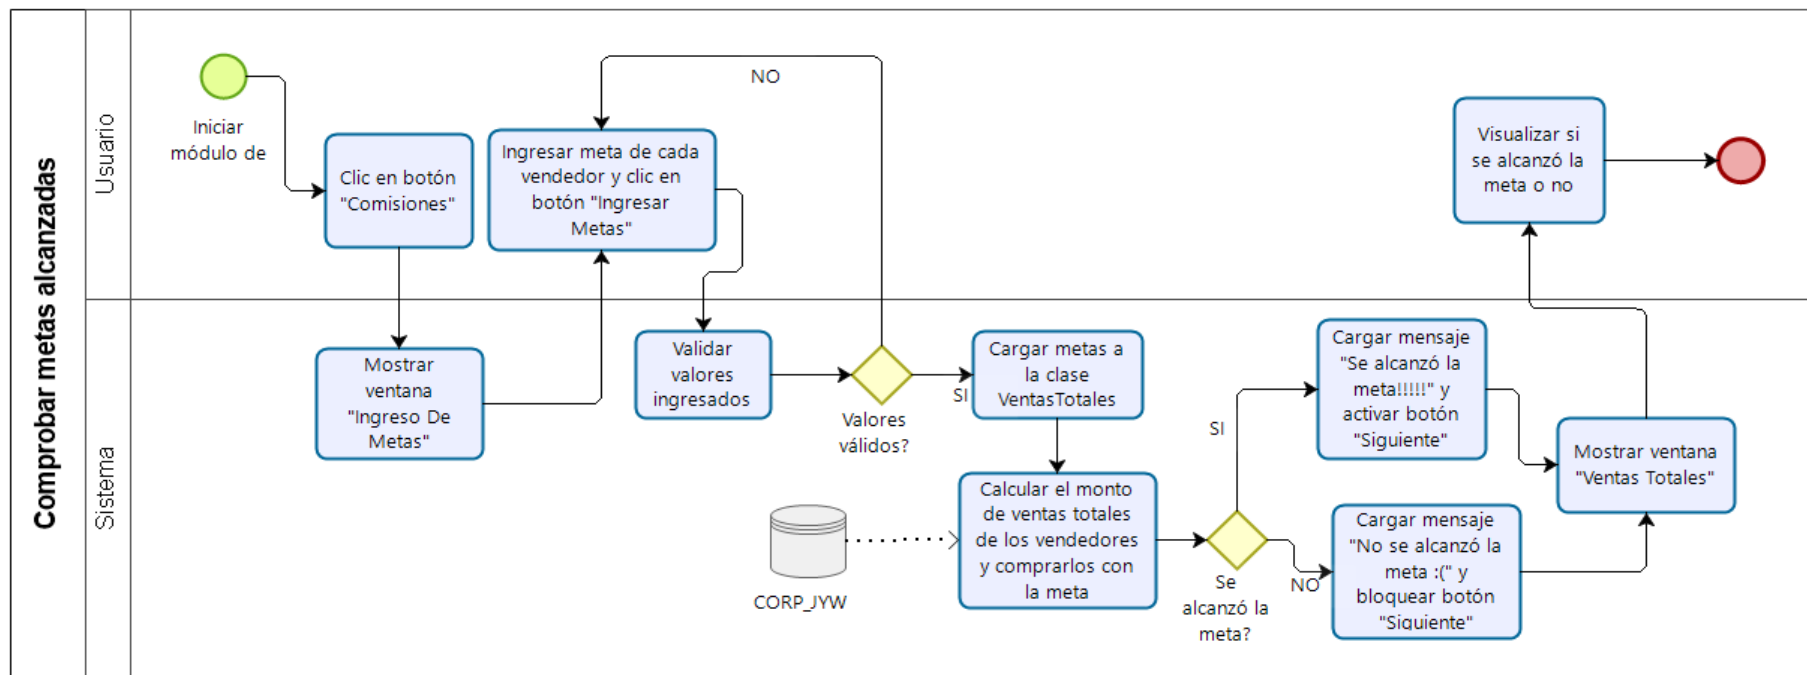 Comprobar metas alcanzadas
Usuario
Sistema
Iniciar
módulo de
Clic en botón
"Comisiones"
Mostrar
ventana
"Ingreso De
Metas"
Ingresar meta de cada
vendedor y clic en
botón "Ingresar
Metas"
Validar
valores
ingresados
Valores
válidos?
NO
SI
Cargar metas a
la clase
VentasTotales
Calcular el monto
de ventas totales
de los vendedores
y comprarlos con
la meta
CORP_JYW
Se
alcanzó la
meta?
SI
NO
Cargar mensaje
"Se alcanzó la
meta!!!!!" y
activar botón
"Siguiente"
Cargar mensaje
"No se alcanzó la
meta :(" y
bloquear botón
"Siguiente"
Mostrar ventana
"Ventas Totales"
Visualizar si
se alcanzó la
meta o no